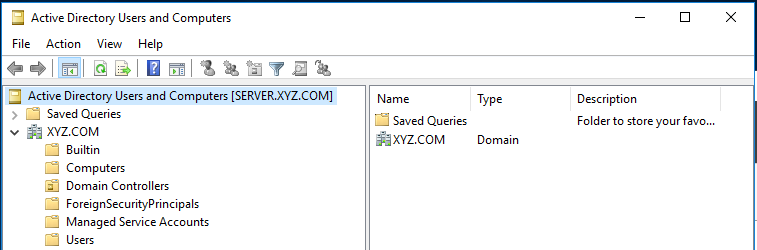 Active Directory Users and Computers
File Action View Help
Active Directory Users and Computers [SERVER.XYZ.COM]
Saved Queries
XYZ.COM
Builtin
Computers
Domain Controllers
ForeignSecurityPrincipals
Managed Service Accounts
Users
Name Type Description
Saved Queries Folder to store your favo...
XYZ.COM Domain